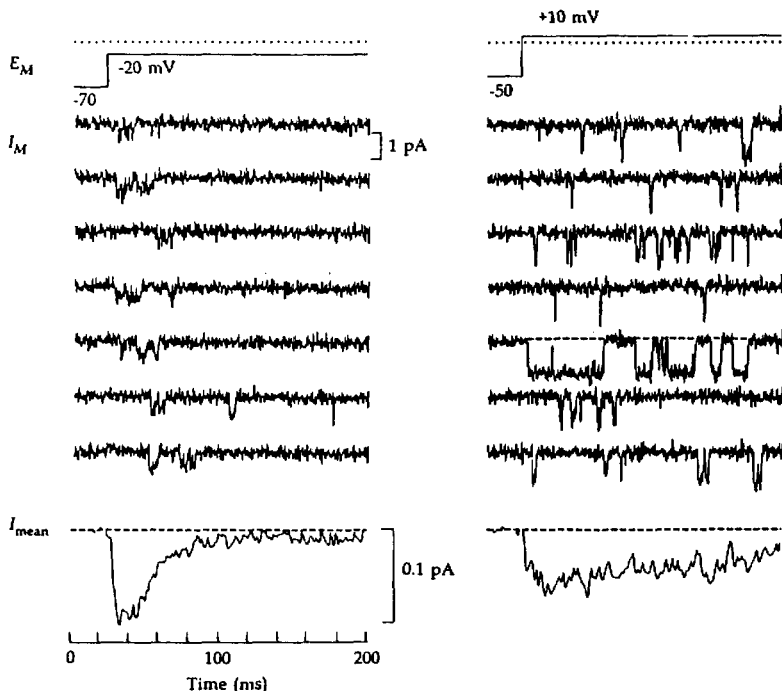 +10 mV
E_M
-20 mV
-70
-50
I_M
1 pA
I_mean
0.1 pA
0 100 200
Time (ms)